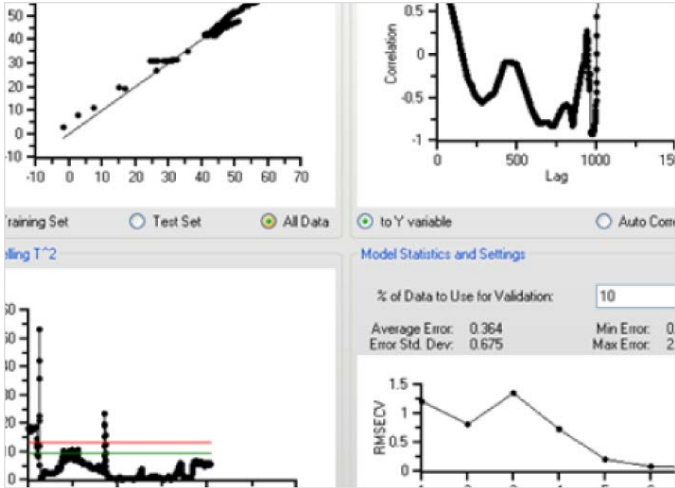 50
40
30
20
10
0
-10
-10 0 10 20 30 40 50 60 70
0.5
0
-0.5
-1
Correlation
0 500 1000
Lag
Test Set
All Data
to Y variable
Auto
T^2
Model Statistics and Settings
% of Data to Use for Validation: 10
Average Error: 0.364 Min Error:
Error Std. Dev: 0.675 Max Error:
10
0
1.5
1
0.5
0
RMSECV